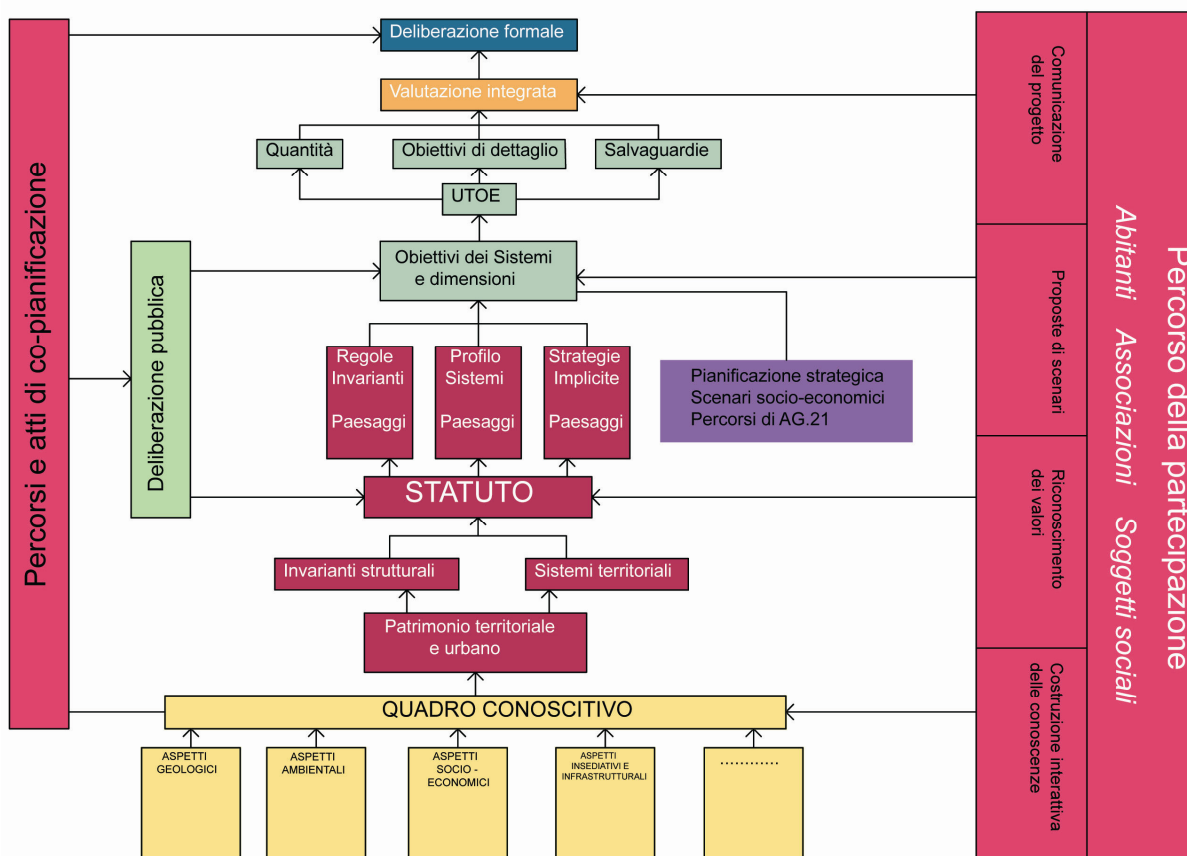 Deliberazione formale
Valutazione integrata
Quantità
Obiettivi di dettaglio
Salvaguardie
UTOE
Obiettivi dei Sistemi
e dimensioni
Regole
Invarianti
Paesaggi
Profilo
Sistemi
Paesaggi
Strategie
Implicite
Paesaggi
Pianificazione strategica
Scenari socio-economici
Percorsi di AG.21
STATUTO
Invarianti strutturali
Sistemi territoriali
Patrimonio territoriale
e urbano
QUADRO CONOSCITIVO
ASPETTI
GEOLOGICI
ASPETTI
AMBIENTALI
ASPETTI
SOCIO -
ECONOMICI
ASPETTI
INSEDIATIVI E
INFRASTRUTTURALI
............
Percorsi e atti di co-pianificazione
Deliberazione pubblica
Comunicazione
del progetto
Proposte di scenari
Riconoscimento
dei valori
Costruzione interattiva
delle conoscenze
Percorso della partecipazione
Abitanti Associazioni Soggetti sociali